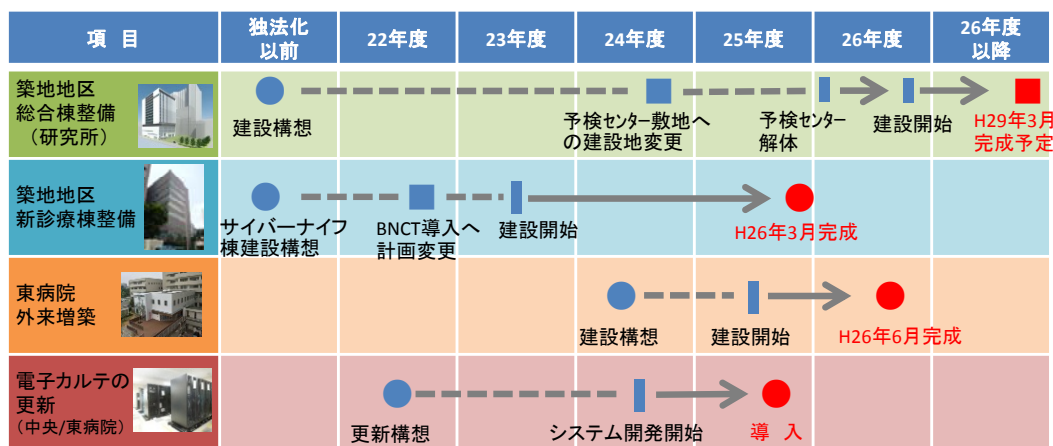 項 目
独法化
以前
22年度
23年度
24年度
25年度
26年度
26年度
以降
築地地区
総合棟整備
（研究所）
建設構想
予検センター敷地へ
の建設地変更
予検センター
解体
建設開始
H29年3月
完成予定
築地地区
新診療棟整備
サイバーナイフ
棟建設構想
BNCT導入へ
計画変更
建設開始
H26年3月完成
東病院
外来増築
建設構想
建設開始
H26年6月完成
電子カルテの
更新
（中央/東病院）
更新構想
システム開発開始
導 入